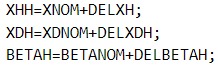 XHH=XNOM+DELXH;
XDH=XDNOM+DELXDH;
BETAH=BETANOM+DELBETAH;